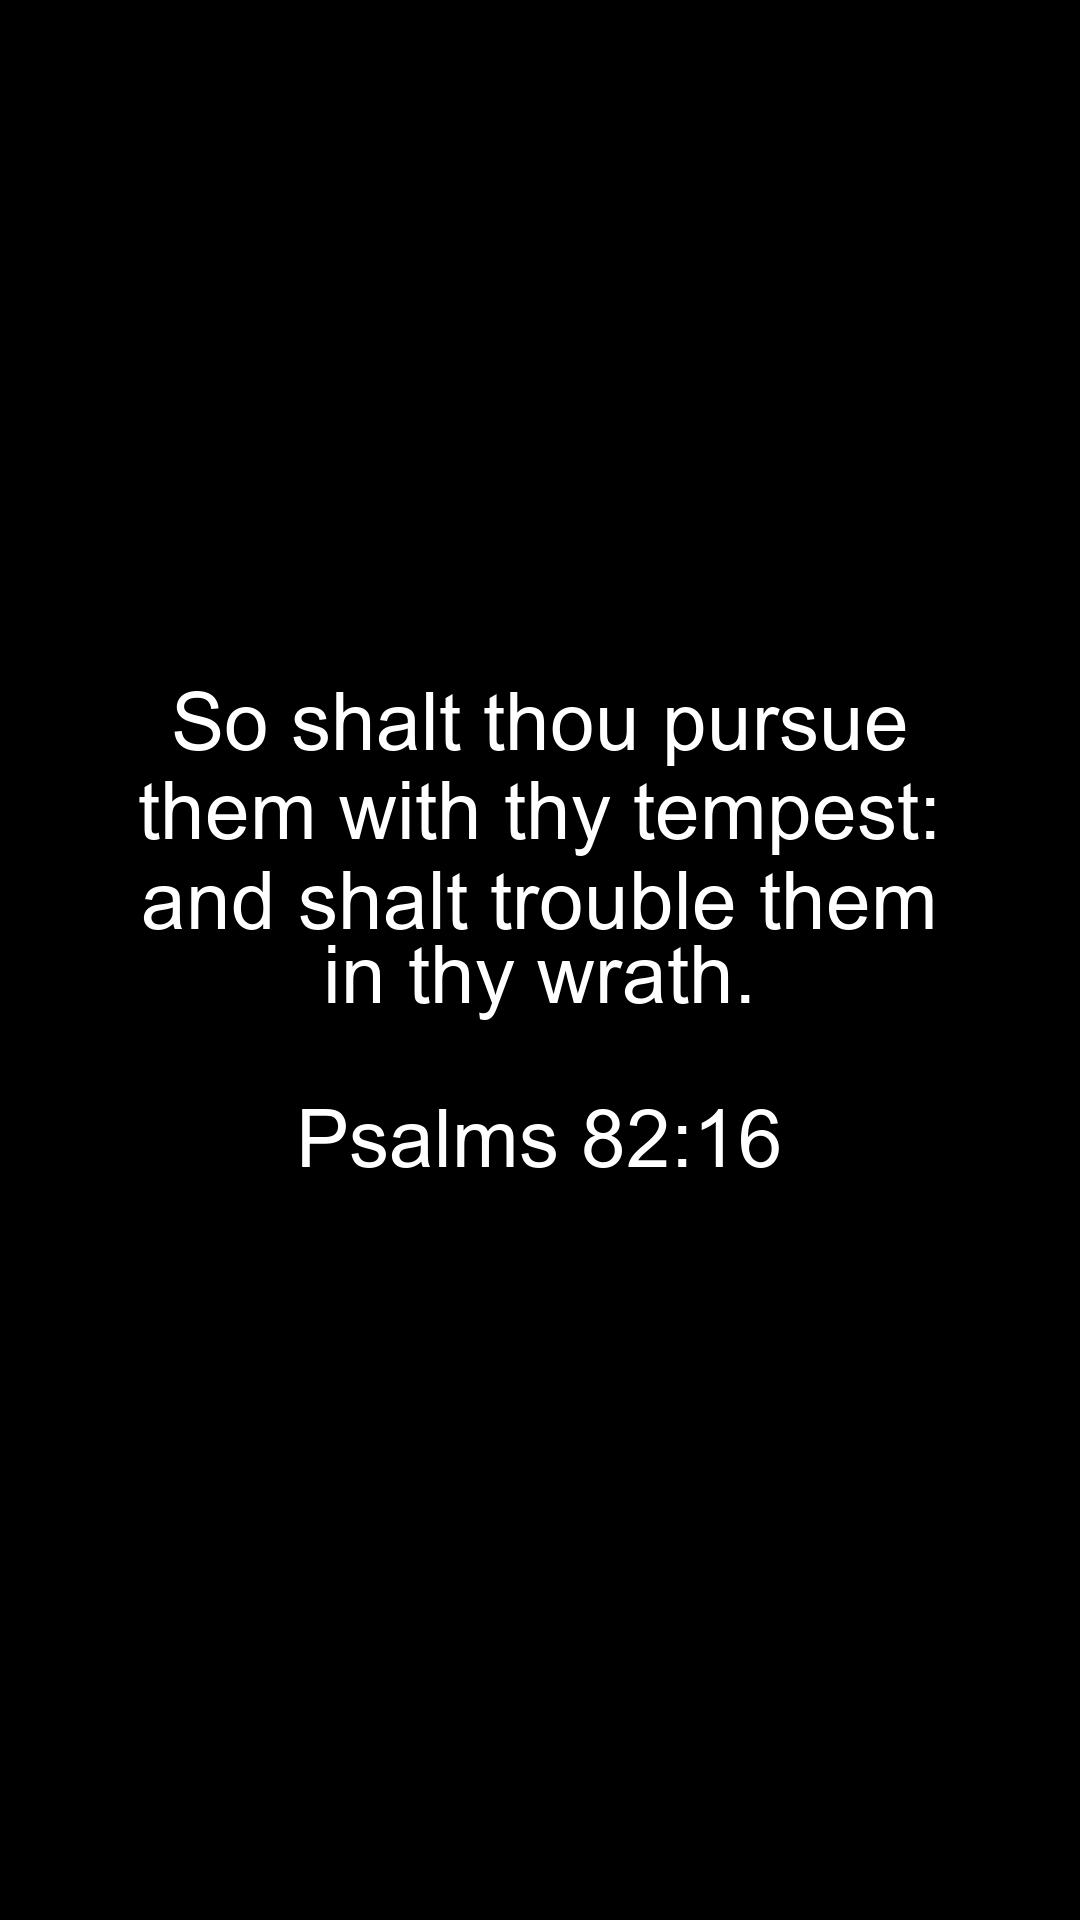 So shalt thou pursue
them with thy tempest:
and shalt trouble them
in thy wrath.
Psalms 82:16